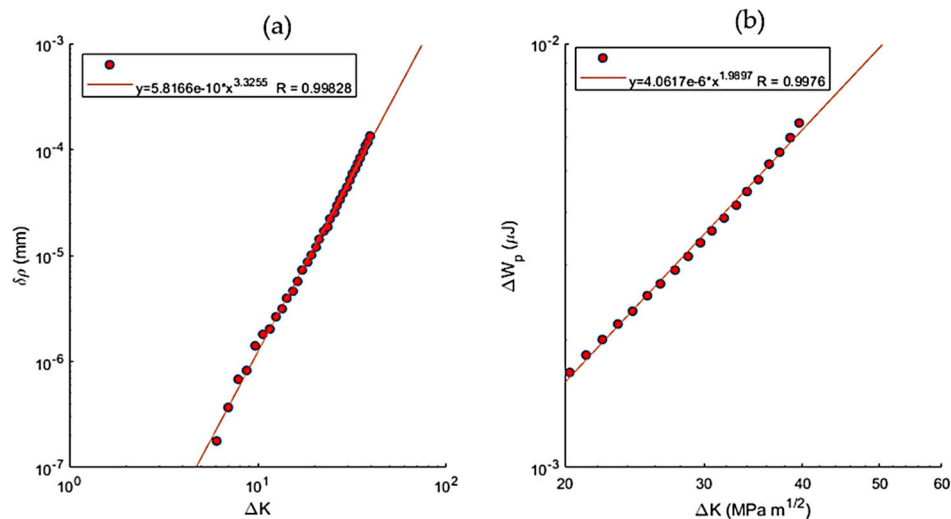 (a)
10^-3
y=5.8166e-10*x^3.3255 R = 0.99828
10^-4
10^-5
10^-6
10^-7
δρ (mm)
10^0
10^1
10^2
ΔK
(b)
10^-2
y=4.0617e-6*x^1.9897 R = 0.9976
10^-3
ΔW_p (μJ)
20
30
40
50
60
ΔK (MPa m^1/2)